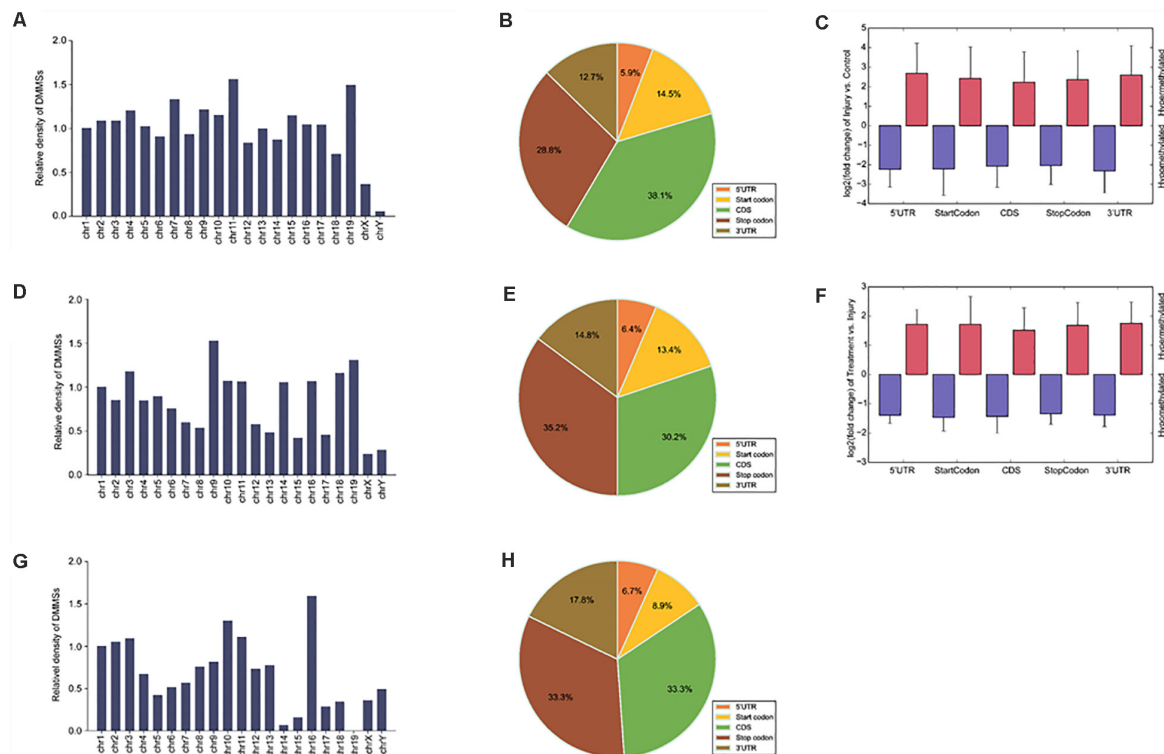 A
Relative density of DMMSs
2.0
1.5
1.0
0.5
0.0
chr1
chr2
chr3
chr4
chr5
chr6
chr7
chr8
chr9
chr10
chr11
chr12
chr13
chr14
chr15
chr16
chr17
chr18
chr19
chrX
chrY
B
5.9%
14.5%
38.1%
28.8%
12.7%
5'UTR
Start codon
CDS
Stop codon
3'UTR
C
log2(fold change) of Injury vs. Control
5
4
3
2
1
0
−1
−2
−3
−4
5'UTR
StartCodon
CDS
StopCodon
3'UTR
Hypermethylated
Hypomethylated
D
Relative density of DMMSs
2.0
1.5
1.0
0.5
0.0
chr1
chr2
chr3
chr4
chr5
chr6
chr7
chr8
chr9
chr10
chr11
chr12
chr13
chr14
chr15
chr16
chr17
chr18
chr19
chrX
chrY
E
6.4%
13.4%
30.2%
35.2%
14.8%
5'UTR
Start codon
CDS
Stop codon
3'UTR
F
log2(fold change) of Treatment vs. Injury
3
2
1
0
−1
−2
−3
5'UTR
StartCodon
CDS
StopCodon
3'UTR
Hypermethylated
Hypomethylated
G
Relativel density of DMMSs
2.0
1.5
1.0
0.5
0.0
chr1
chr2
chr3
chr4
chr5
chr6
chr7
chr8
chr9
chr10
chr11
chr12
chr13
chr14
chr15
chr16
chr17
chr18
chr19
chrX
chrY
H
6.7%
8.9%
33.3%
33.3%
17.8%
5'UTR
Start codon
CDS
Stop codon
3'UTR